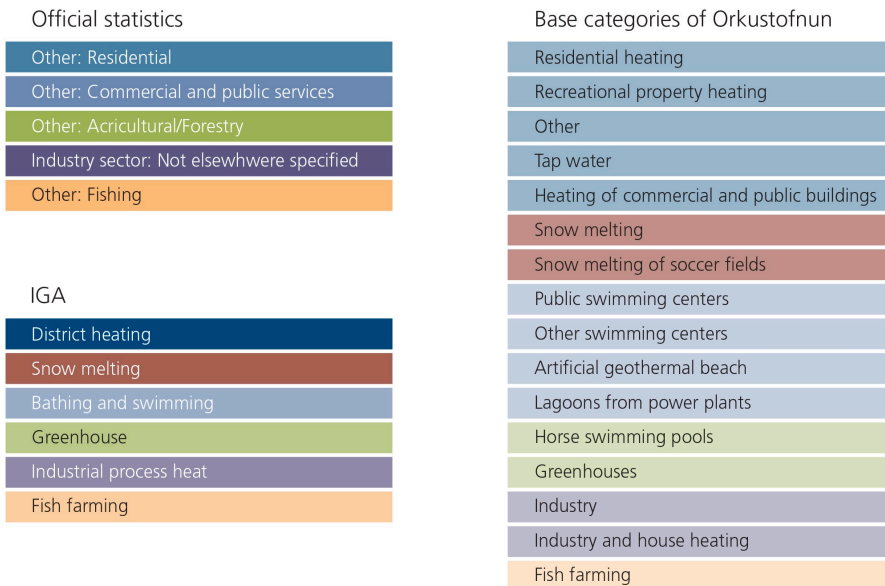 Official statistics
Other: Residential
Other: Commercial and public services
Other: Acricultural/Forestry
Industry sector: Not elsewhwere specified
Other: Fishing
IGA
District heating
Snow melting
Bathing and swimming
Greenhouse
Industrial process heat
Fish farming
Base categories of Orkustofnun
Residential heating
Recreational property heating
Other
Tap water
Heating of commercial and public buildings
Snow melting
Snow melting of soccer fields
Public swimming centers
Other swimming centers
Artificial geothermal beach
Lagoons from power plants
Horse swimming pools
Greenhouses
Industry
Industry and house heating
Fish farming